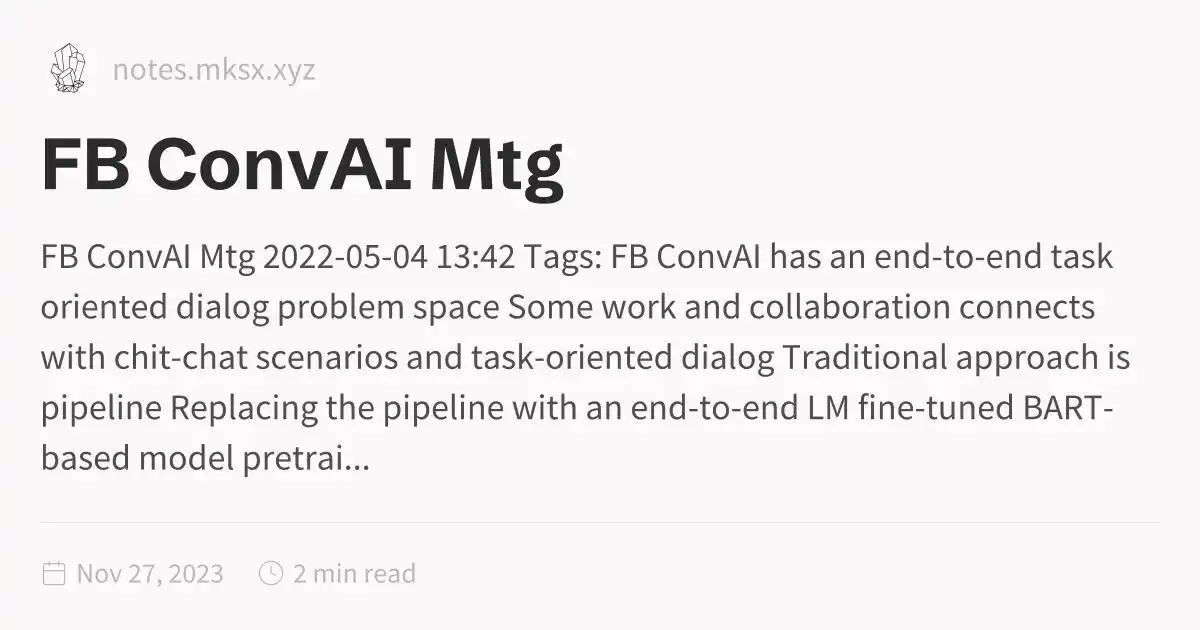 notes.mksx.xyz
FB ConvAI Mtg
FB ConvAI Mtg 2022-05-04 13:42 Tags: FB ConvAI has an end-to-end task
oriented dialog problem space Some work and collaboration connects
with chit-chat scenarios and task-oriented dialog Traditional approach is
pipeline Replacing the pipeline with an end-to-end LM fine-tuned BART-
based model pretrai...
Nov 27, 2023 2 min read